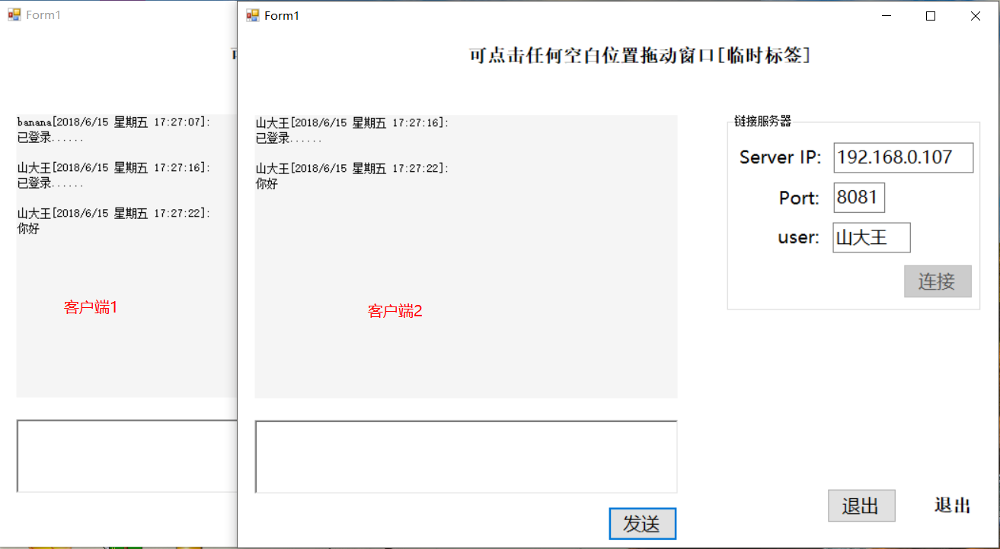 Form1
banana[2018/6/15 星期五 17:27:07]:
已登录......
山大王[2018/6/15 星期五 17:27:16]:
已登录......
山大王[2018/6/15 星期五 17:27:22]:
你好
客户端1
Form1
可点击任何空白位置拖动窗口[临时标签]
山大王[2018/6/15 星期五 17:27:16]:
已登录......
山大王[2018/6/15 星期五 17:27:22]:
你好
客户端2
发送
链接服务器
Server IP: 192.168.0.107
Port: 8081
user: 山大王
连接
退出 退出